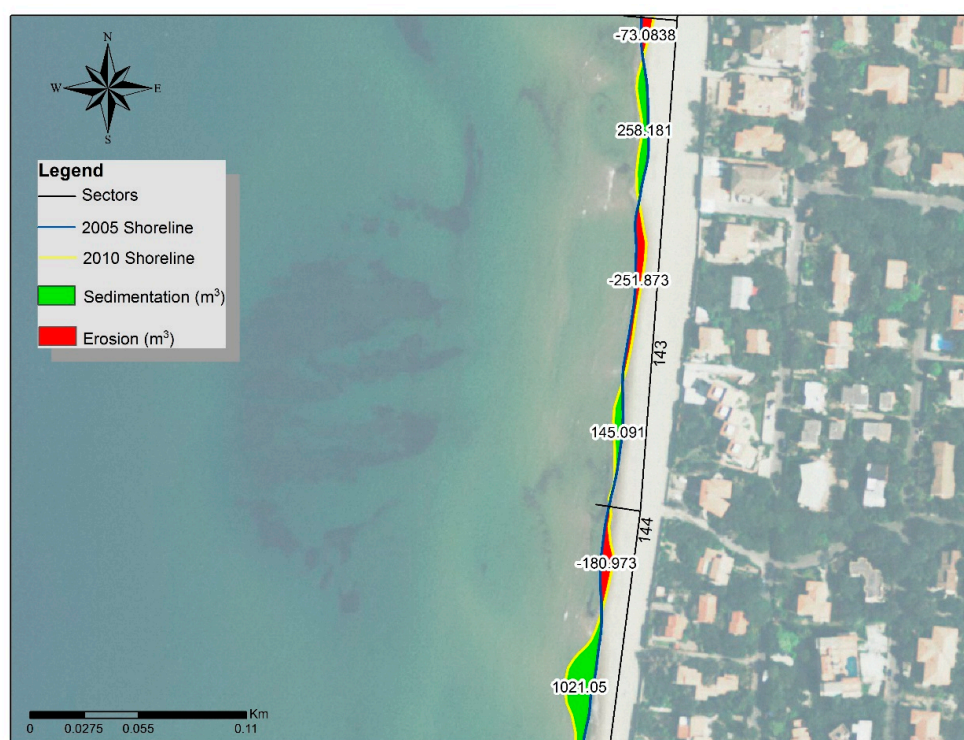 -73.0838
N
W E
S
258.181
Legend
Sectors
2005 Shoreline
2010 Shoreline
Sedimentation (m³)
Erosion (m³)
-251.873
143
145.091
144
-180.973
1021.05
Km
0 0.0275 0.055 0.11